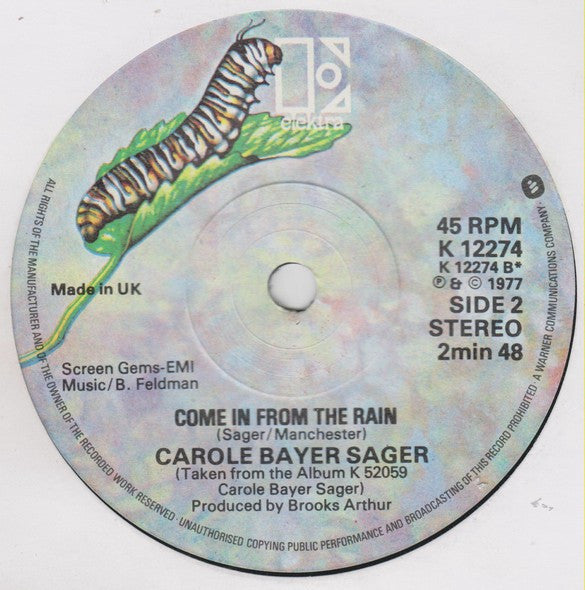 elektra
45 RPM
K 12274
K 12274 B*
℗ & © 1977
SIDE 2
STEREO
2min 48
Made in UK
Screen Gems-EMI
Music/B. Feldman
COME IN FROM THE RAIN
(Sager/Manchester)
CAROLE BAYER SAGER
(Taken from the Album K 52059
Carole Bayer Sager)
Produced by Brooks Arthur
ALL RIGHTS OF THE MANUFACTURER AND OF THE OWNER OF THE RECORDED WORK RESERVED · UNAUTHORISED COPYING PUBLIC PERFORMANCE AND BROADCASTING OF THIS RECORD PROHIBITED · A WARNER COMMUNICATIONS COMPANY ·